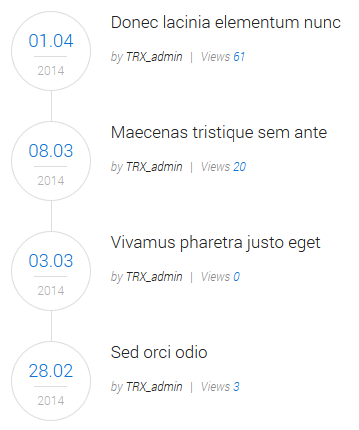 01.04
2014
Donec lacinia elementum nunc
by TRX_admin | Views 61
08.03
2014
Maecenas tristique sem ante
by TRX_admin | Views 20
03.03
2014
Vivamus pharetra justo eget
by TRX_admin | Views 0
28.02
2014
Sed orci odio
by TRX_admin | Views 3